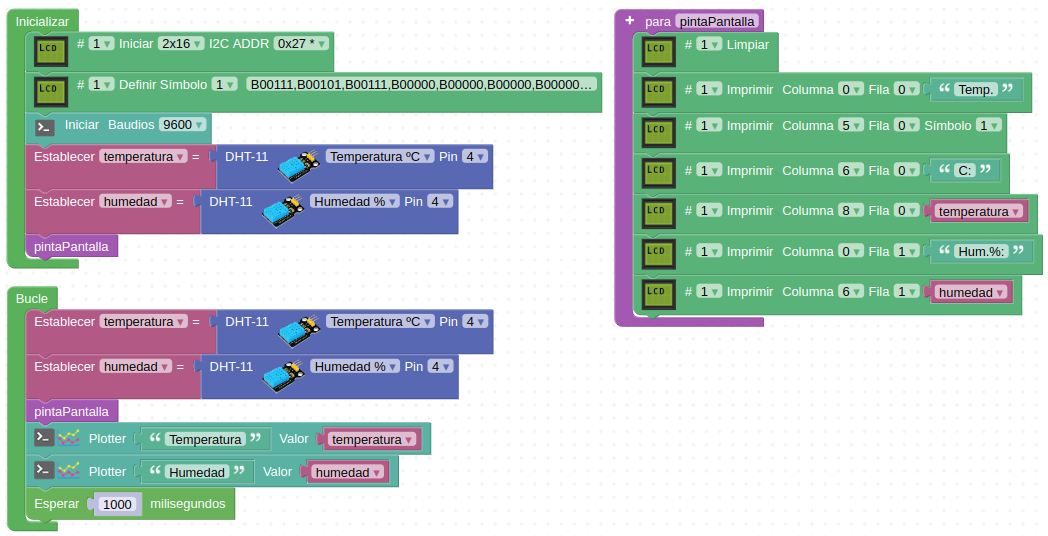 Inicializar
LCD # 1 Iniciar 2x16 I2C ADDR 0x27 *
LCD # 1 Definir Símbolo 1 B00111,B00101,B00111,B00000,B00000,B00000,B00000...
Iniciar Baudios 9600
Establecer temperatura = DHT-11 Temperatura ºC Pin 4
Establecer humedad = DHT-11 Humedad % Pin 4
pintaPantalla
Bucle
Establecer temperatura = DHT-11 Temperatura ºC Pin 4
Establecer humedad = DHT-11 Humedad % Pin 4
pintaPantalla
Plotter “ Temperatura ” Valor temperatura
Plotter “ Humedad ” Valor humedad
Esperar 1000 milisegundos
+ para pintaPantalla
LCD # 1 Limpiar
LCD # 1 Imprimir Columna 0 Fila 0 “ Temp. ”
LCD # 1 Imprimir Columna 5 Fila 0 Símbolo 1
LCD # 1 Imprimir Columna 6 Fila 0 “ C: ”
LCD # 1 Imprimir Columna 8 Fila 0 temperatura
LCD # 1 Imprimir Columna 0 Fila 1 “ Hum.%: ”
LCD # 1 Imprimir Columna 6 Fila 1 humedad